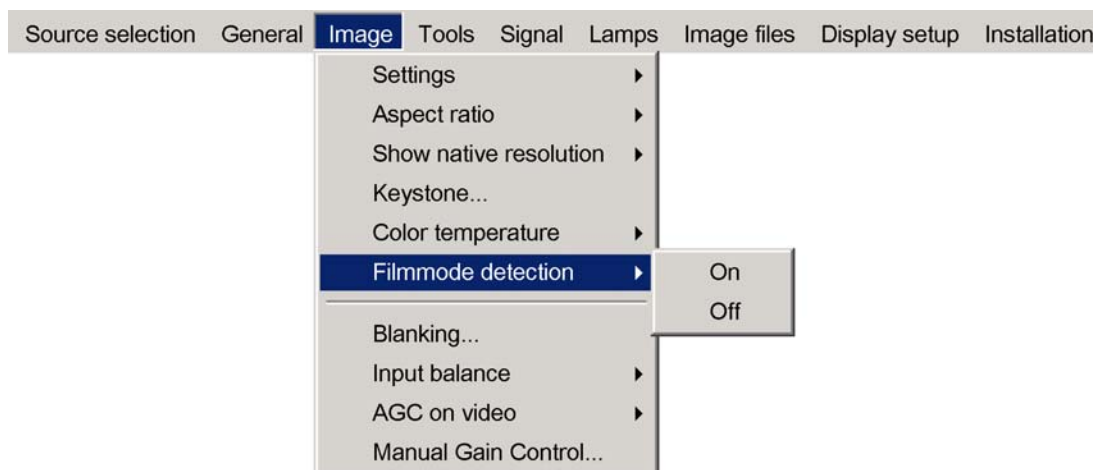 Source selection General Image Tools Signal Lamps Image files Display setup Installation
Settings
Aspect ratio
Show native resolution
Keystone...
Color temperature
Filmmode detection
On
Off
Blanking...
Input balance
AGC on video
Manual Gain Control...